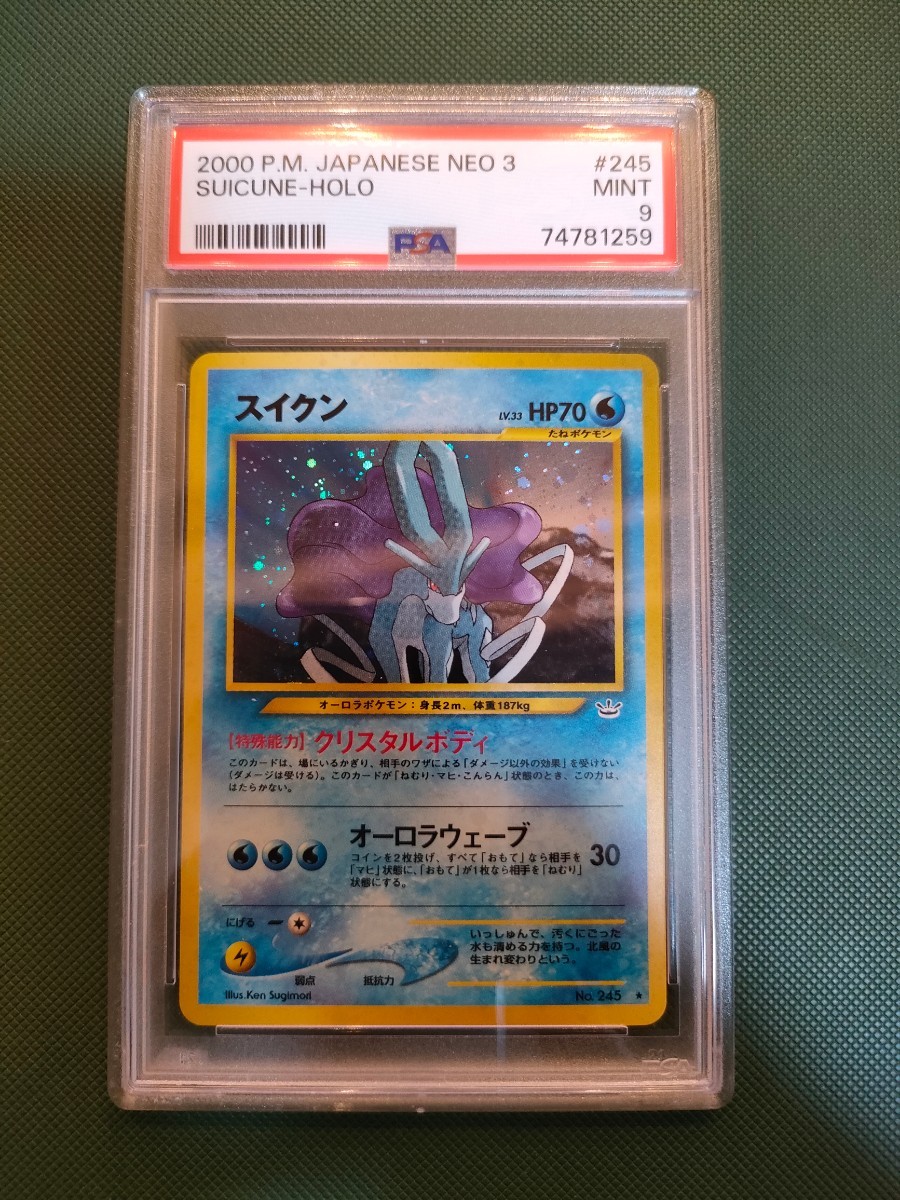 2000 P.M. JAPANESE NEO 3 #245
SUICUNE-HOLO MINT
9
PSA 74781259
スイクン LV.33 HP70
たねポケモン
オーロラポケモン：身長2m、体重187kg
【特殊能力】クリスタルボディ
このカードは、場にいるかぎり、相手のワザによる「ダメージ以外の効果」を受けない
（ダメージは受ける）。このカードが「ねむり・マヒ・こんらん」状態のとき、この力は、
はたらかない。
オーロラウェーブ
コインを2枚投げ、すべて「おもて」なら相手を 30
「マヒ」状態に、「おもて」が1枚なら相手を「ねむり」
状態にする。
にげる
いっしゅんで、汚くにごった
水も清める力を持つ。北風の
生まれ変わりという。
弱点 抵抗力
Illus.Ken Sugimori No. 245 ★